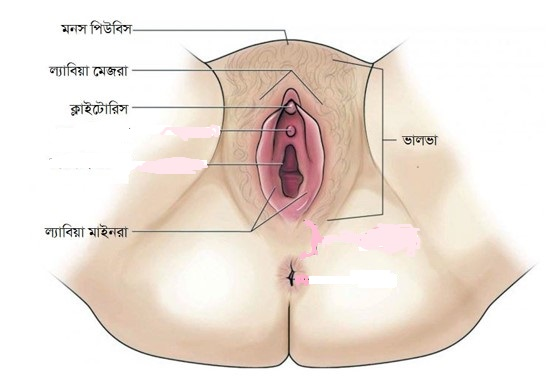 মনস পিউবিস
ল্যাবিয়া মেজরা
ক্লাইটোরিস
ভালভা
ল্যাবিয়া মাইনরা